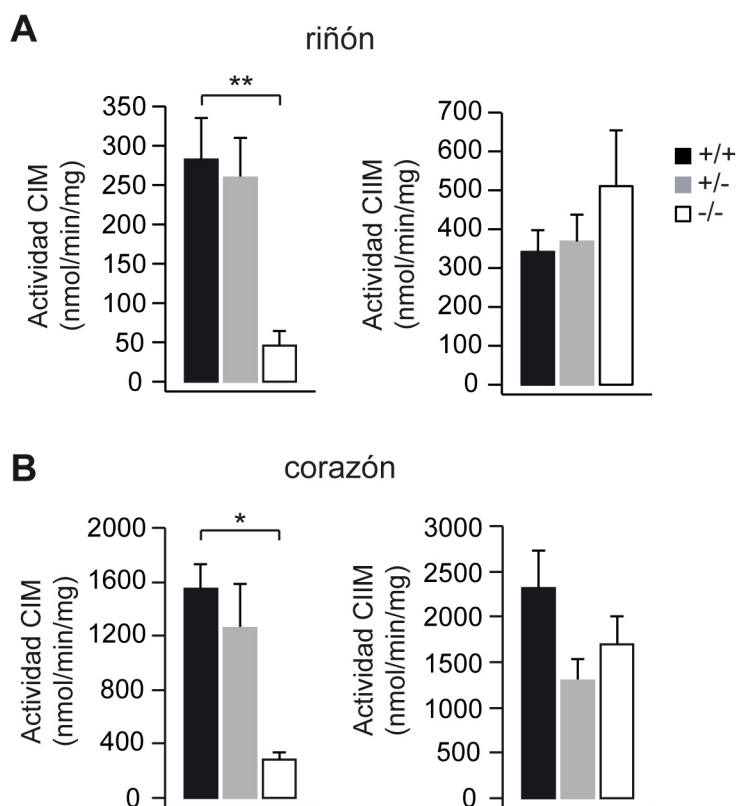 A
riñón
**
350
300
250
200
150
100
50
0
Actividad CIM
(nmol/min/mg)
700
600
500
400
300
200
100
0
Actividad CIIM
(nmol/min/mg)
+/+
+/-
-/-
B
corazón
*
2000
1600
1200
800
400
0
Actividad CIM
(nmol/min/mg)
3000
2500
2000
1500
1000
500
0
Actividad CIIM
(nmol/min/mg)